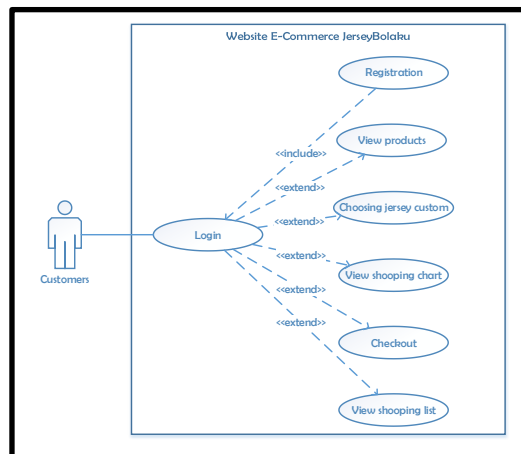 Website E-Commerce JerseyBolaku
Registration
View products
<<include>>
<<extend>>
Choosing jersey custom
<<extend>>
Login
<<extend>>
View shooping chart
Customers
<<extend>>
<<extend>>
Checkout
View shooping list